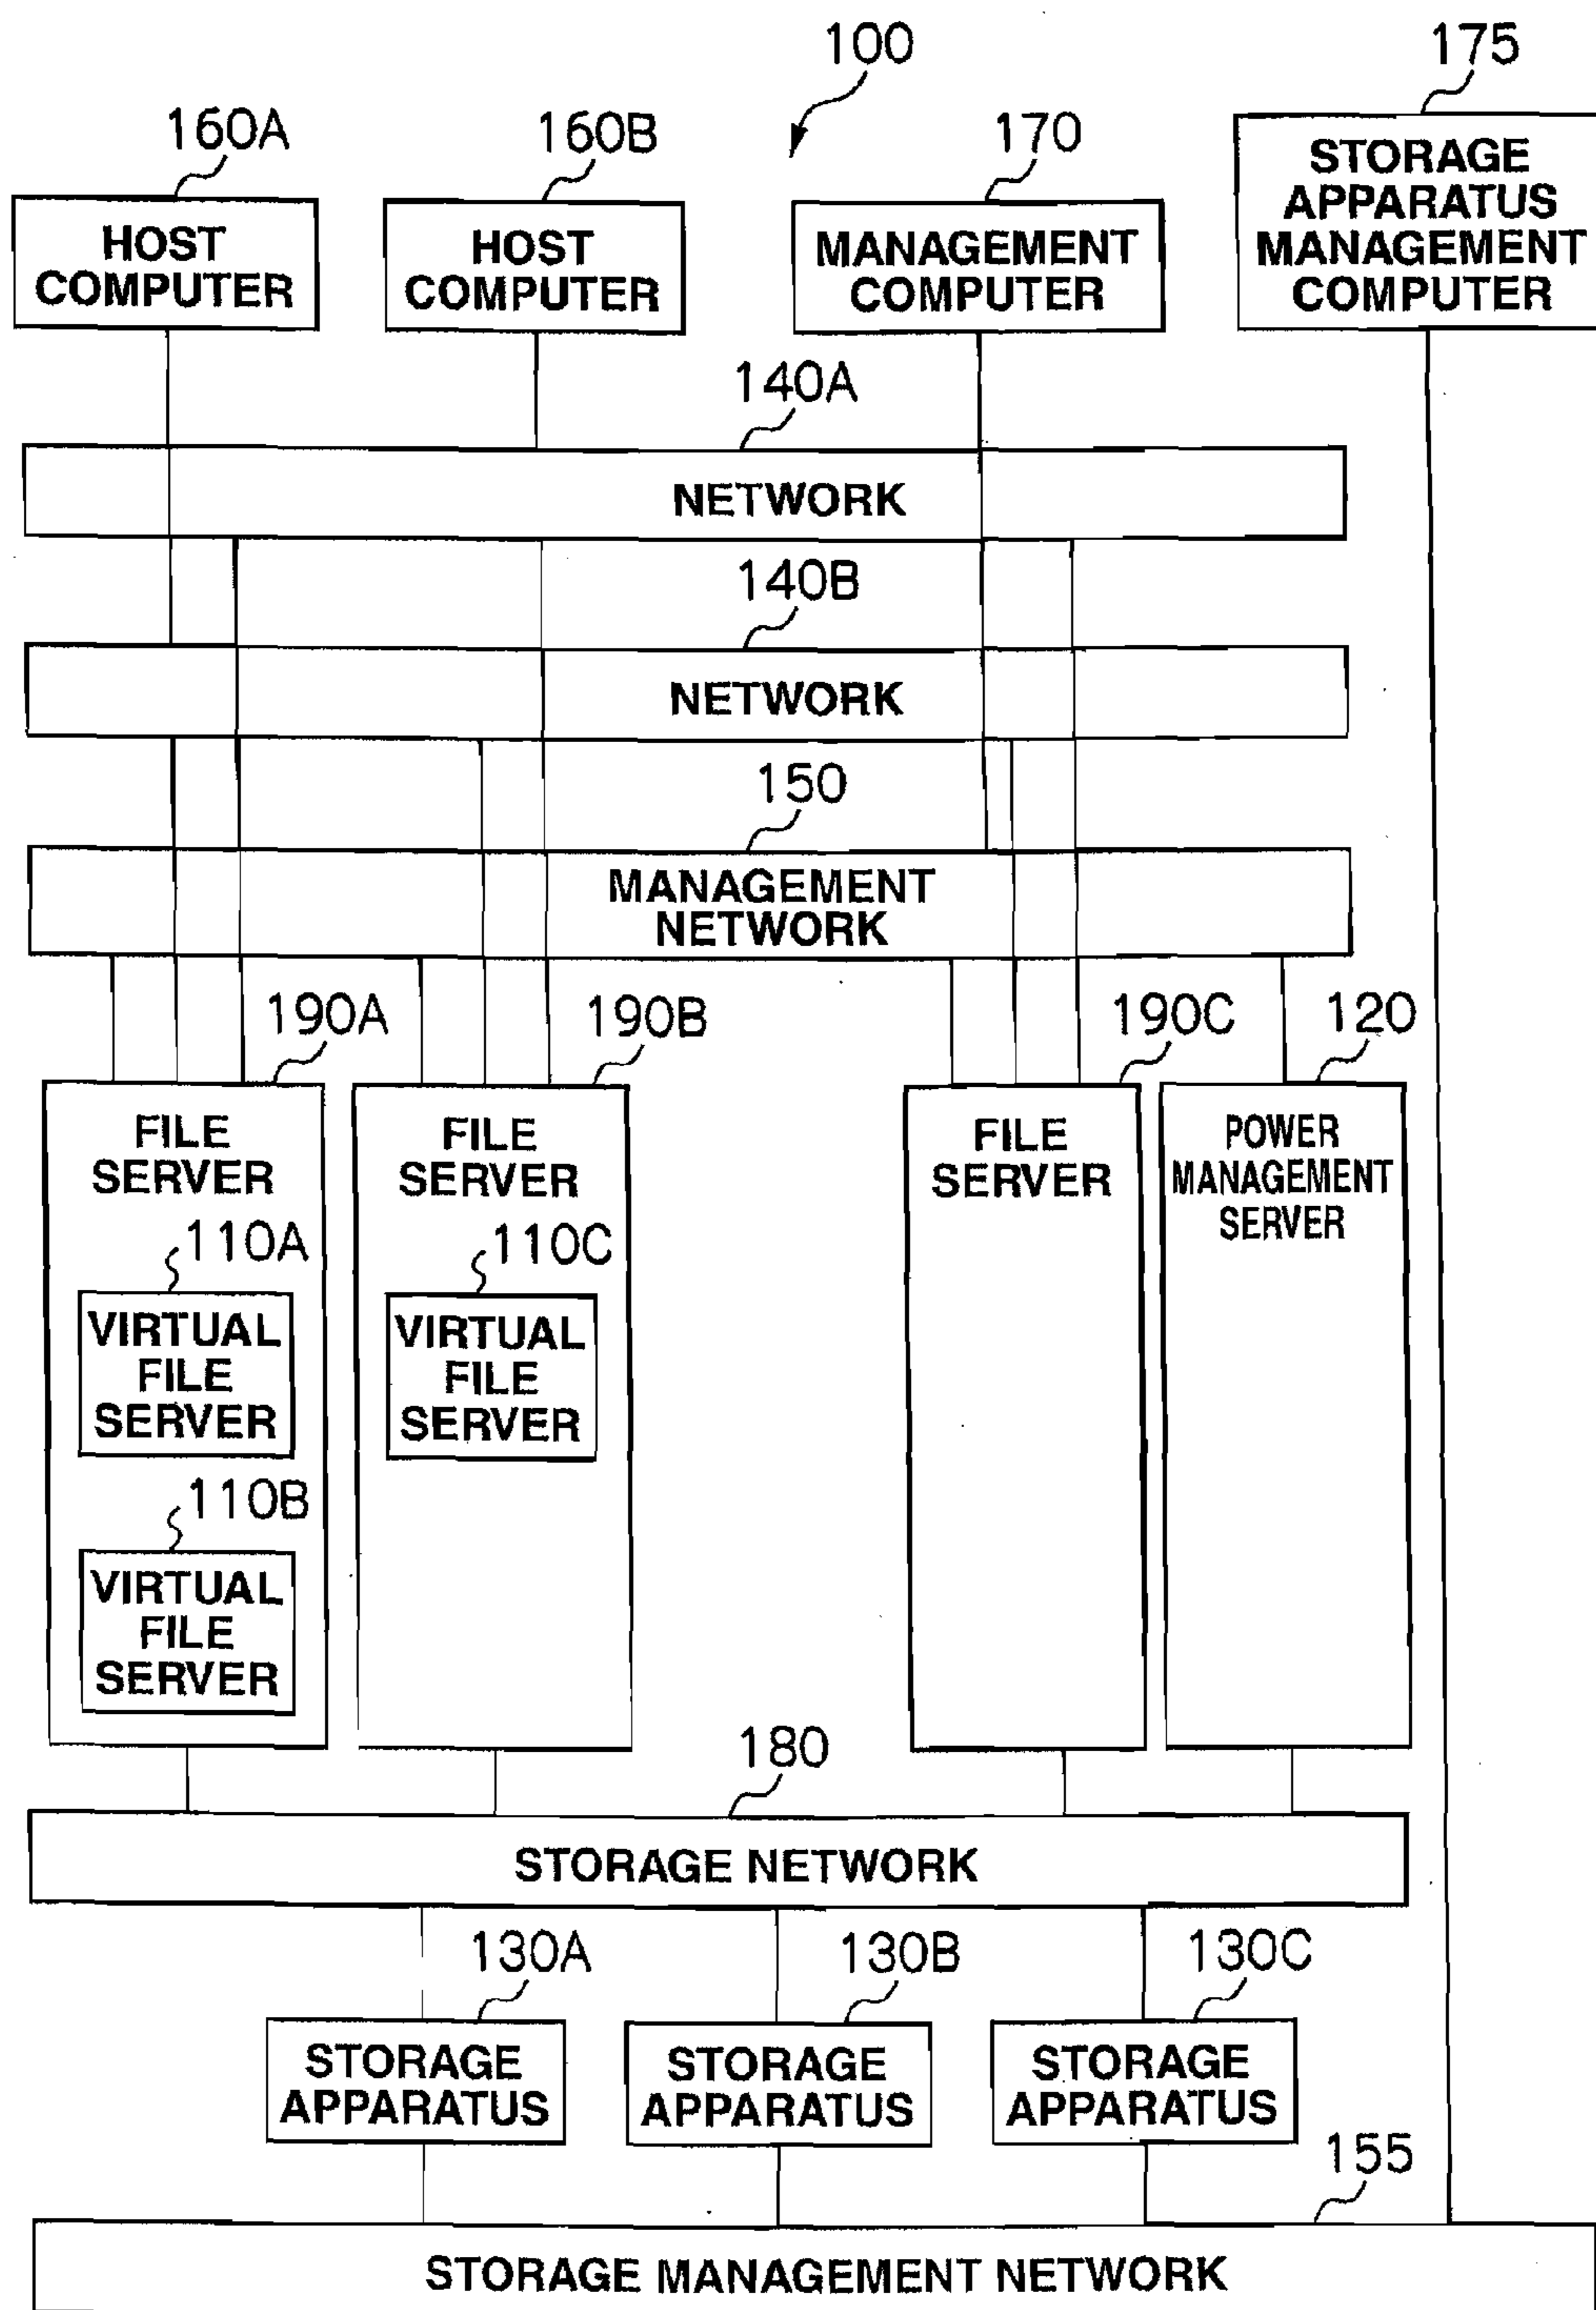 100
175
160A
160B
170
HOST
COMPUTER
HOST
COMPUTER
MANAGEMENT
COMPUTER
STORAGE
APPARATUS
MANAGEMENT
COMPUTER
140A
NETWORK
140B
NETWORK
150
MANAGEMENT
NETWORK
190A
190B
190C
120
FILE
SERVER
110A
VIRTUAL
FILE
SERVER
110B
VIRTUAL
FILE
SERVER
FILE
SERVER
110C
VIRTUAL
FILE
SERVER
FILE
SERVER
POWER
MANAGEMENT
SERVER
180
STORAGE NETWORK
130A
130B
130C
STORAGE
APPARATUS
STORAGE
APPARATUS
STORAGE
APPARATUS
155
STORAGE MANAGEMENT NETWORK